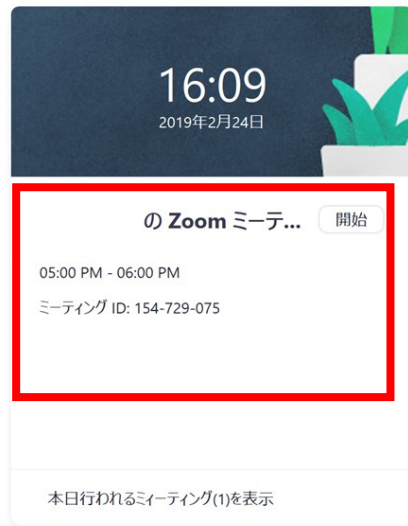 16:09
2019年2月24日
の Zoom ミーテ... 開始
05:00 PM - 06:00 PM
ミーティング ID: 154-729-075
本日行われるミィーティング(1)を表示